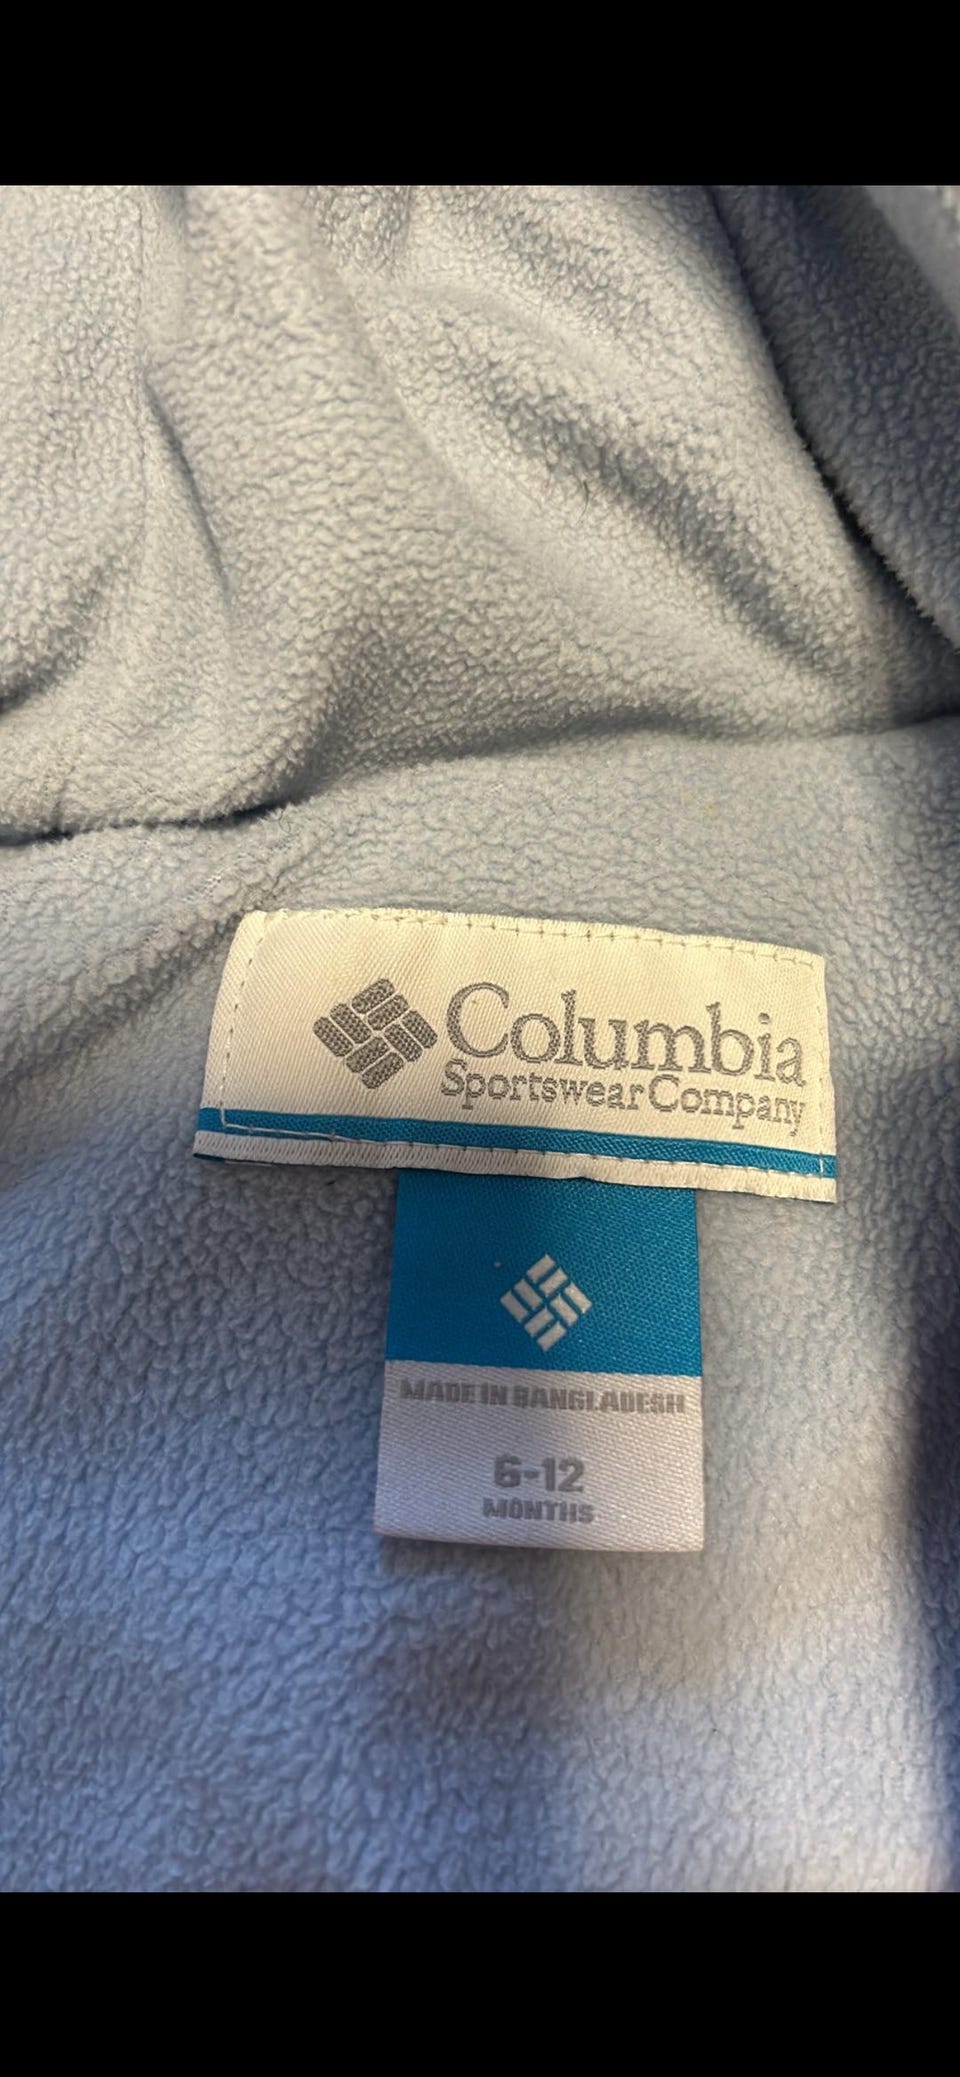 Columbia
Sportswear Company
MADE IN BANGLADESH
6-12
MONTHS